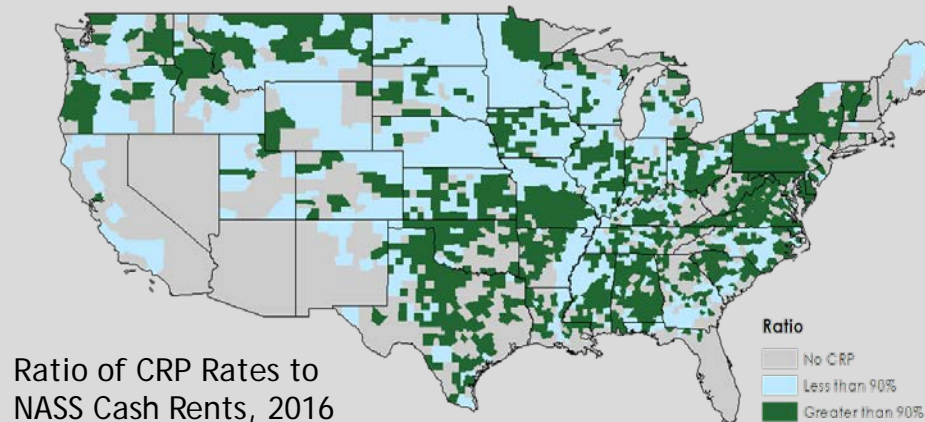 Ratio of CRP Rates to
NASS Cash Rents, 2016
Ratio
No CRP
Less than 90%
Greater than 90%